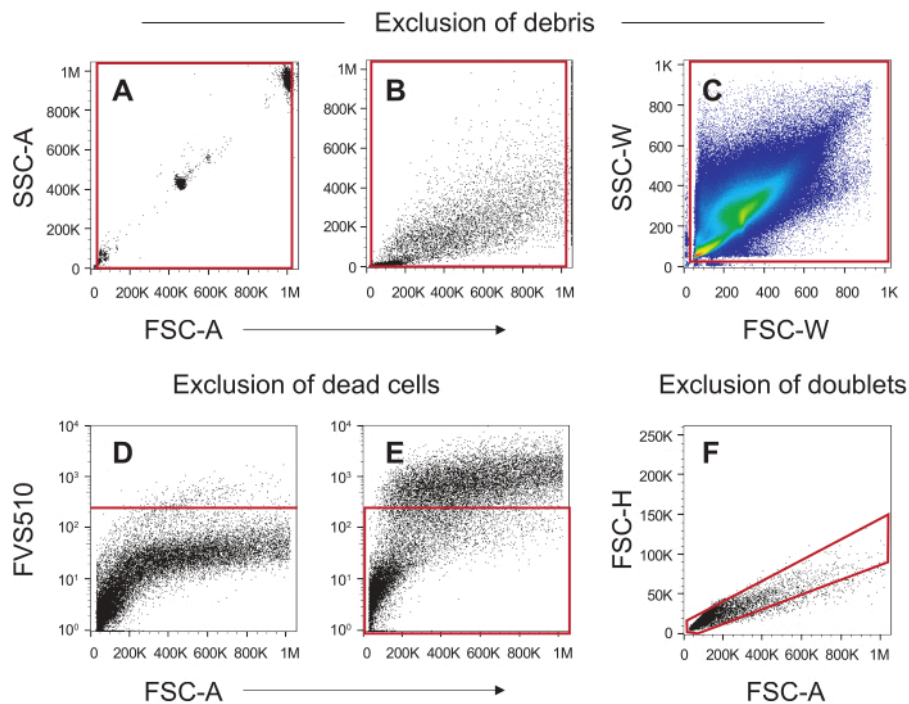 Exclusion of debris
A
B
C
SSC-A
1M
800K
600K
400K
200K
0
0 200K 400K 600K 1M
FSC-A
1M
800K
600K
400K
200K
0
0 200K 400K 600K 1M
SSC-W
1K
800
600
400
200
0
0 200 400 600 800 1K
FSC-W
Exclusion of dead cells
Exclusion of doublets
D
E
F
FVS510
10⁴
10³
10²
10¹
10⁰
0 200K 400K 600K 1M
FSC-A
10⁴
10³
10²
10¹
10⁰
0 200K 400K 600K 1M
FSC-H
250K
200K
150K
100K
50K
0
0 200K 400K 600K 800K 1M
FSC-A